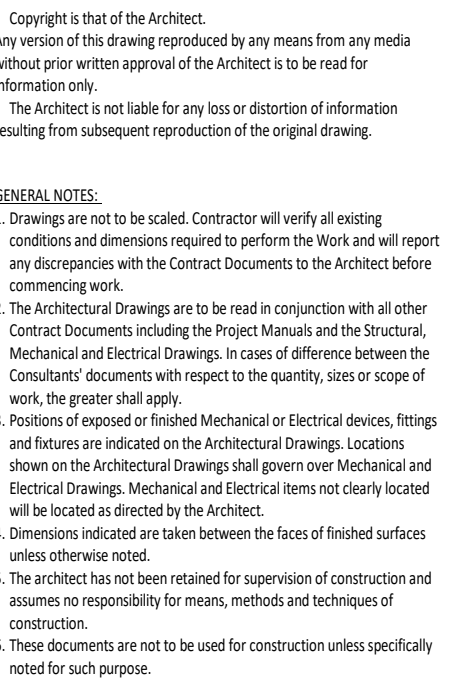 Copyright is that of the Architect.
Any version of this drawing reproduced by any means from any media
without prior written approval of the Architect is to be read for
information only.
The Architect is not liable for any loss or distortion of information
resulting from subsequent reproduction of the original drawing.
GENERAL NOTES:
. Drawings are not to be scaled. Contractor will verify all existing
conditions and dimensions required to perform the Work and will report
any discrepancies with the Contract Documents to the Architect before
commencing work.
2. The Architectural Drawings are to be read in conjunction with all other
Contract Documents including the Project Manuals and the Structural,
Mechanical and Electrical Drawings. In cases of difference between the
Consultants' documents with respect to the quantity, sizes or scope of
work, the greater shall apply.
3. Positions of exposed or finished Mechanical or Electrical devices, fittings
and fixtures are indicated on the Architectural Drawings. Locations
shown on the Architectural Drawings shall govern over Mechanical and
Electrical Drawings. Mechanical and Electrical items not clearly located
will be located as directed by the Architect.
. Dimensions indicated are taken between the faces of finished surfaces
unless otherwise noted.
5. The architect has not been retained for supervision of construction and
assumes no responsibility for means, methods and techniques of
construction.
6. These documents are not to be used for construction unless specifically
noted for such purpose.